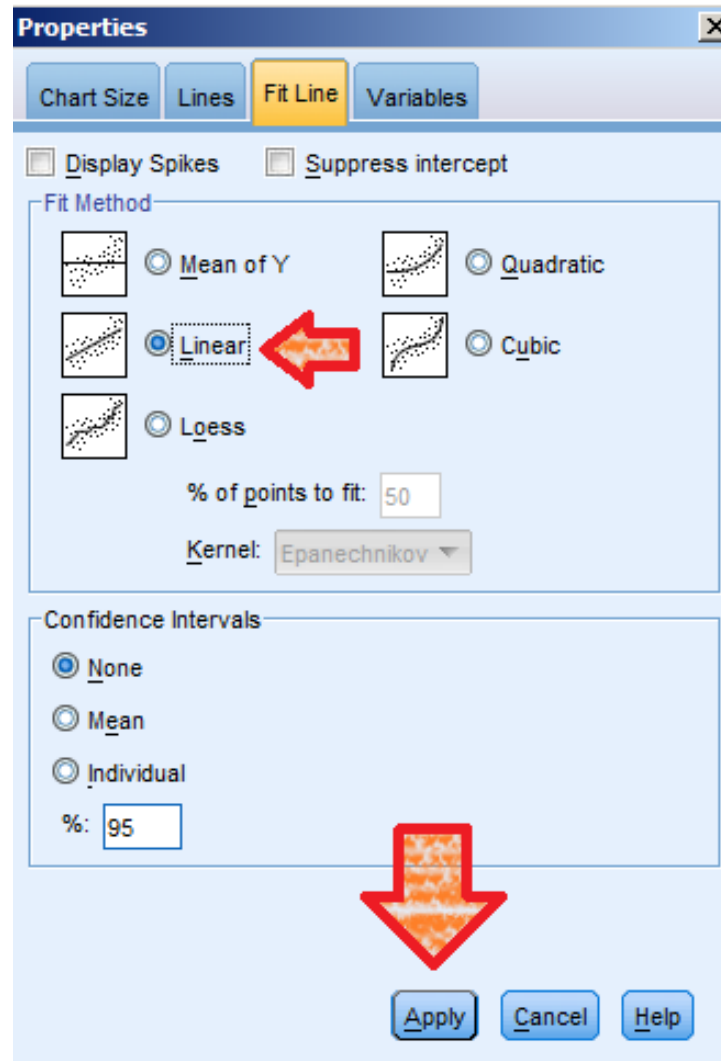 Properties
Chart Size Lines Fit Line Variables
Display Spikes Suppress intercept
Fit Method
Mean of Y Quadratic
Linear Cubic
Loess
% of points to fit: 50
Kernel: Epanechnikov
Confidence Intervals
None
Mean
Individual
%: 95
Apply Cancel Help